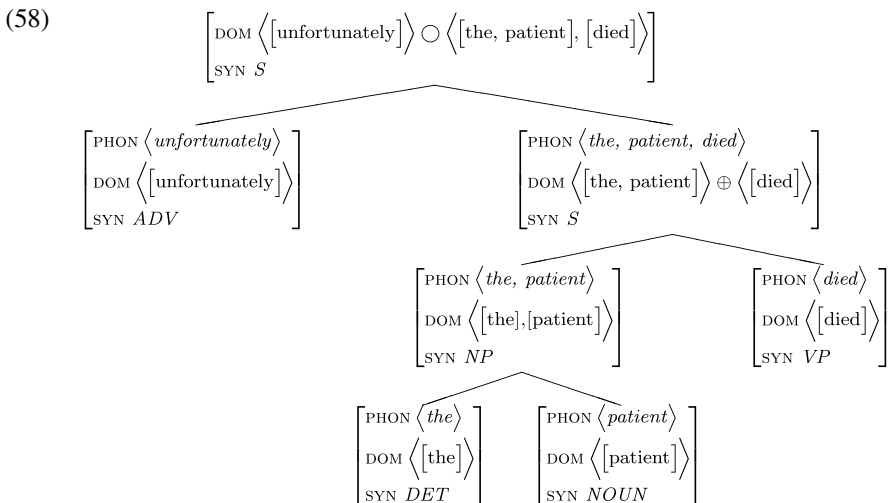 (58)
DOM ⟨[unfortunately]⟩ ◯ ⟨[the, patient], [died]⟩
SYN S
PHON ⟨unfortunately⟩
DOM ⟨[unfortunately]⟩
SYN ADV
PHON ⟨the, patient, died⟩
DOM ⟨[the, patient]⟩ ⊕ ⟨[died]⟩
SYN S
PHON ⟨the, patient⟩
DOM ⟨[the],[patient]⟩
SYN NP
PHON ⟨died⟩
DOM ⟨[died]⟩
SYN VP
PHON ⟨the⟩
DOM ⟨[the]⟩
SYN DET
PHON ⟨patient⟩
DOM ⟨[patient]⟩
SYN NOUN